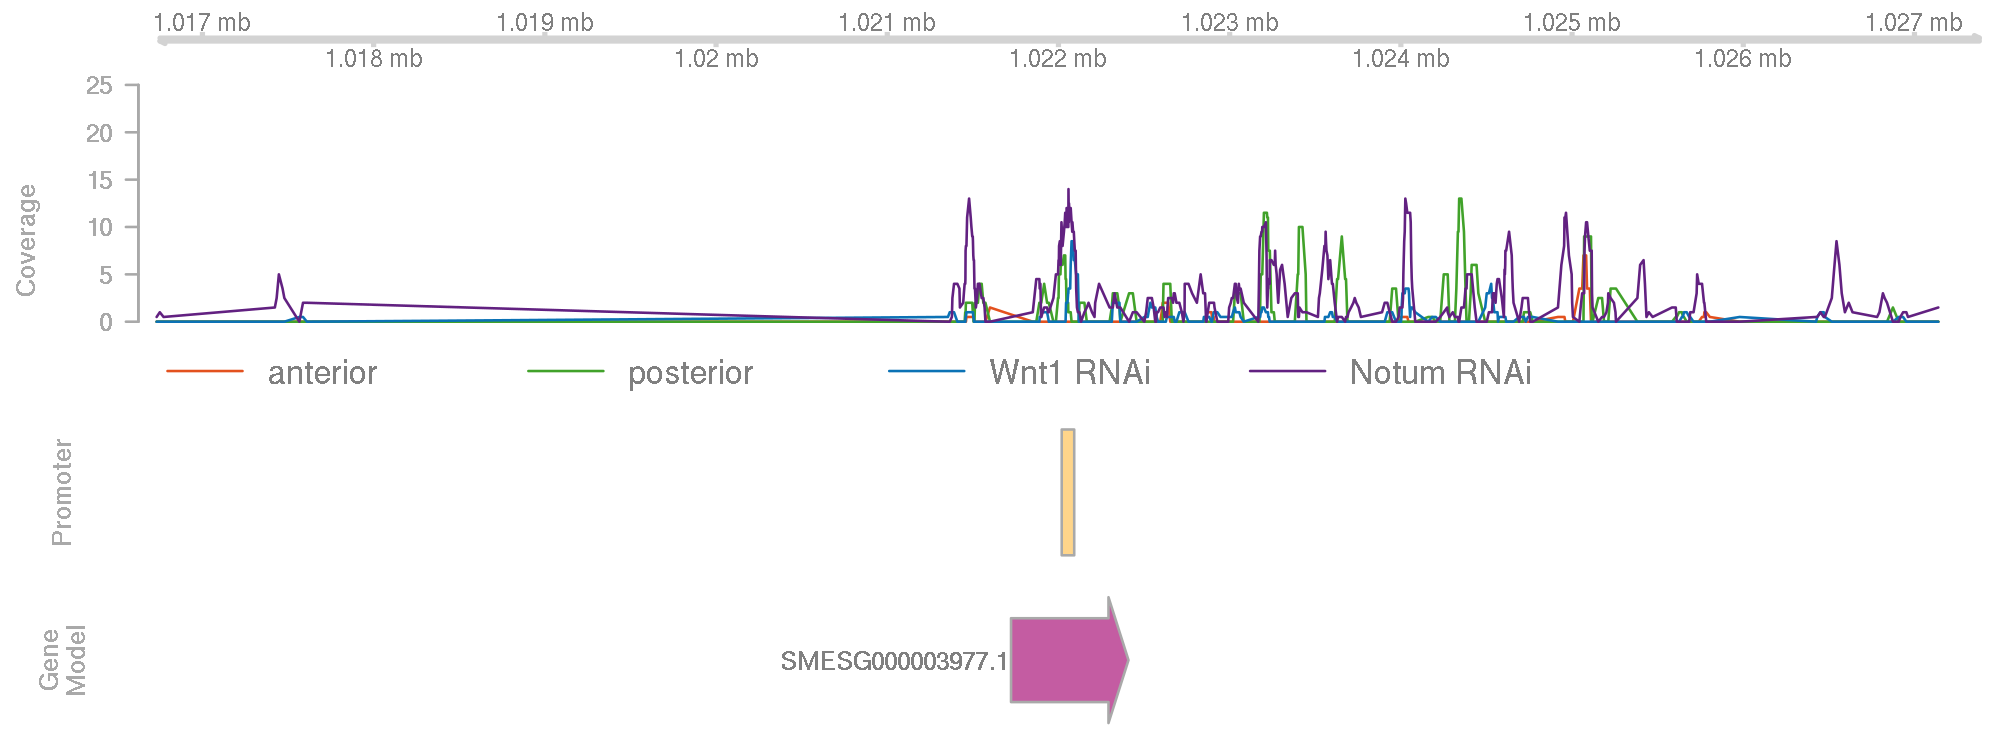 1.017 mb 1.019 mb 1.021 mb 1.023 mb 1.025 mb 1.027 mb
1.018 mb 1.02 mb 1.022 mb 1.024 mb 1.026 mb
25
20
15
10
5
0
Coverage
anterior posterior Wnt1 RNAi Notum RNAi
Promoter
Gene
Model
SMESG000003977.1